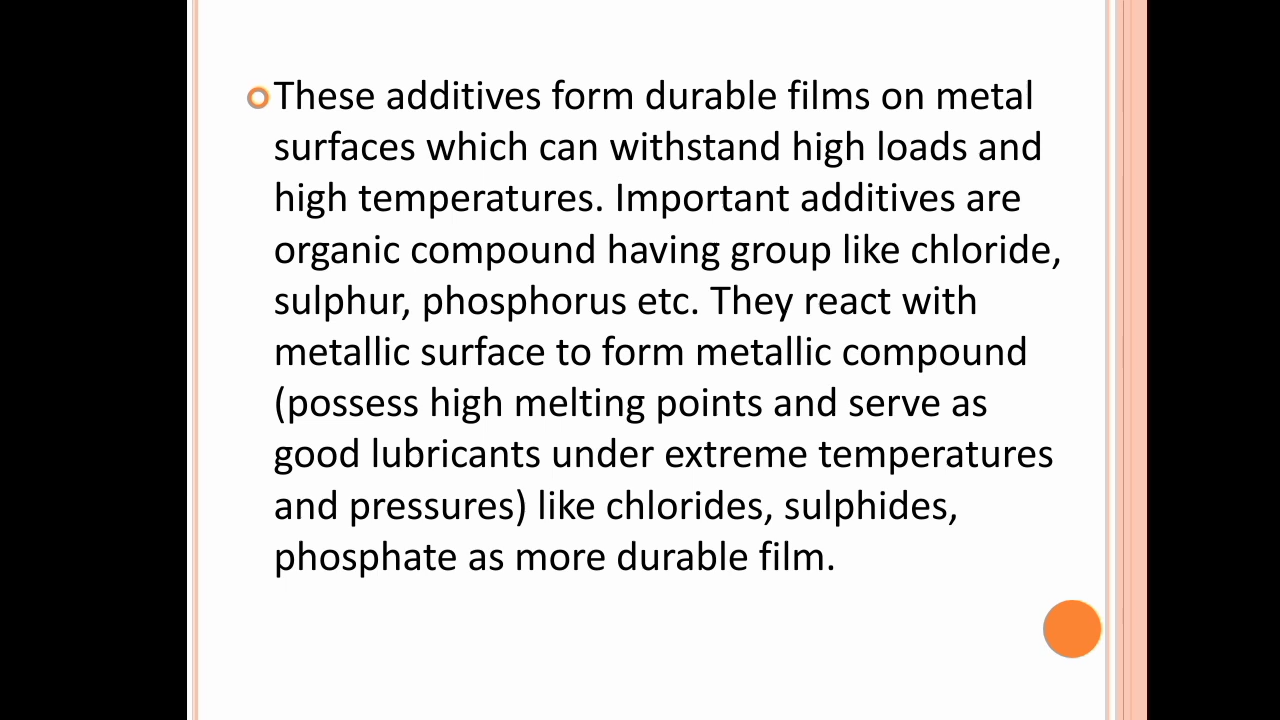 These additives form durable films on metal
surfaces which can withstand high loads and
high temperatures. Important additives are
organic compound having group like chloride,
sulphur, phosphorus etc. They react with
metallic surface to form metallic compound
(possess high melting points and serve as
good lubricants under extreme temperatures
and pressures) like chlorides, sulphides,
phosphate as more durable film.